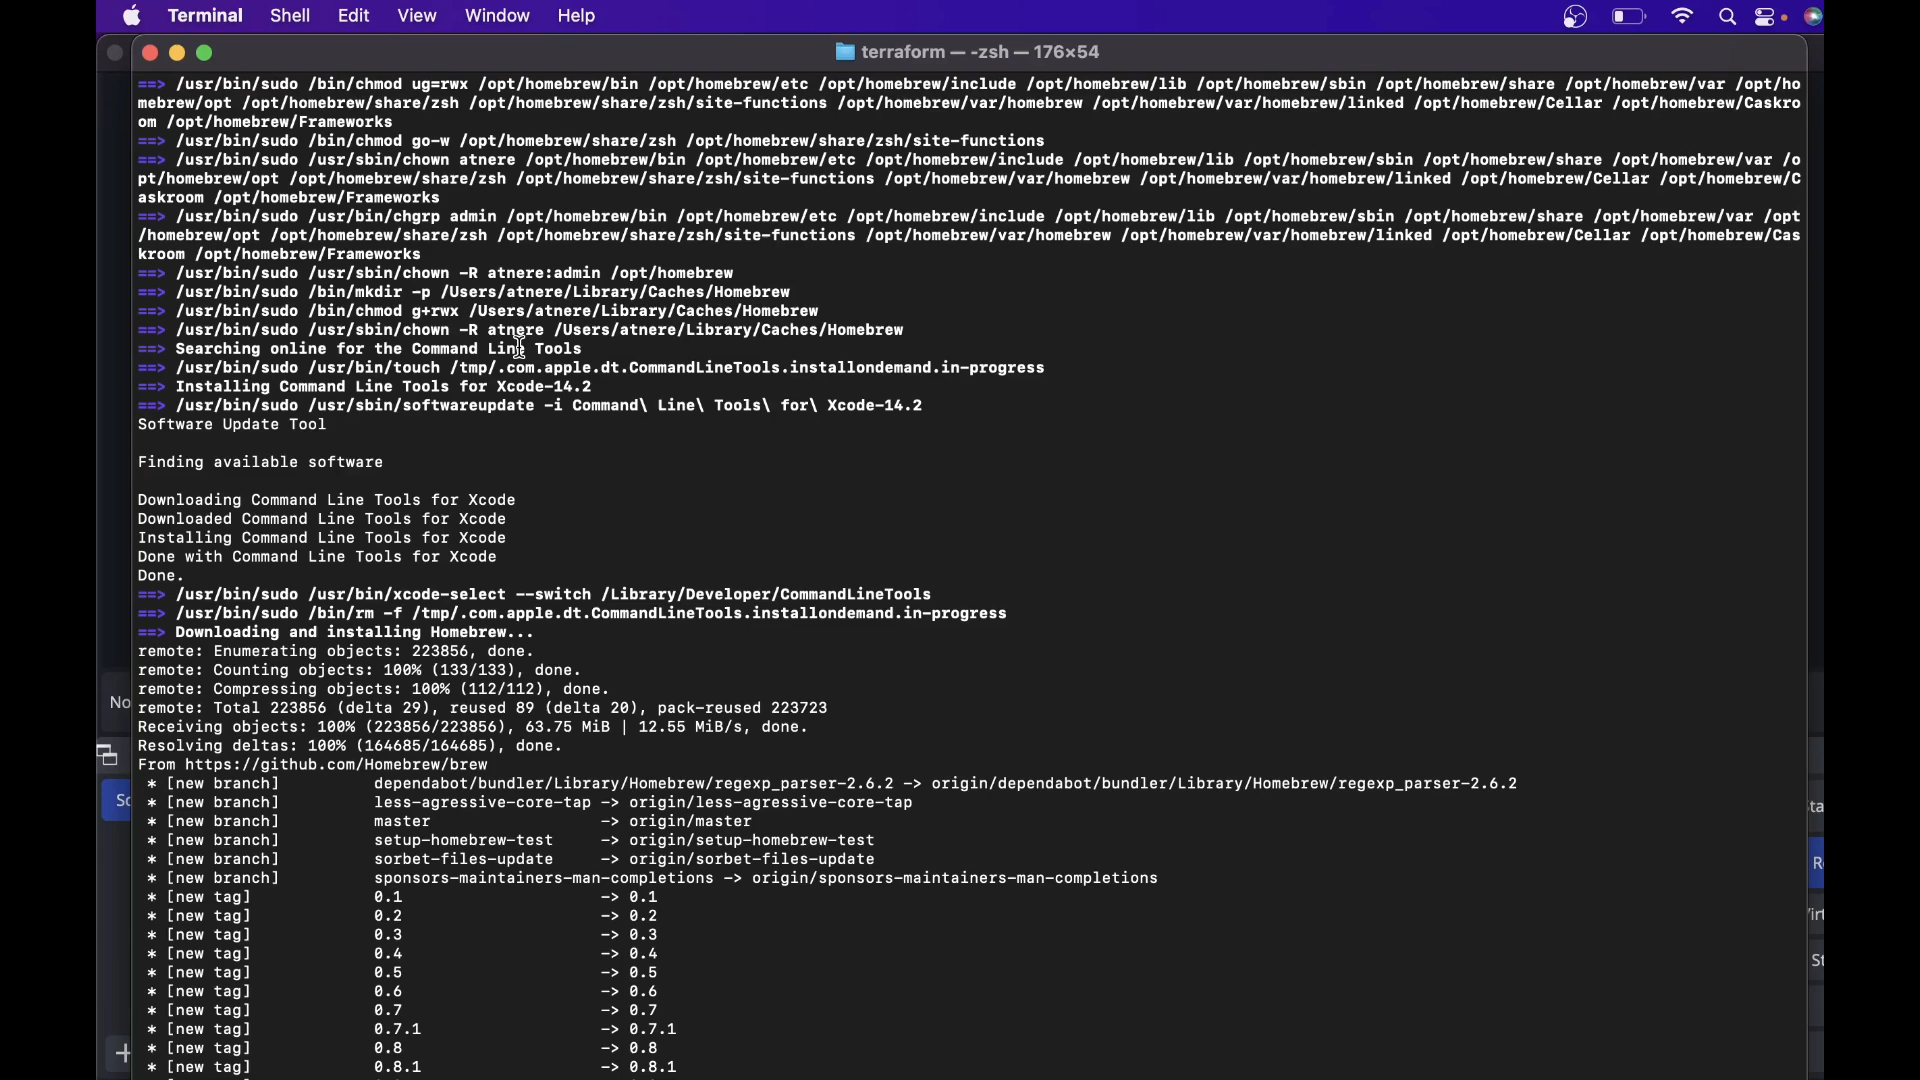 Terminal Shell Edit View Window Help
terraform — -zsh — 176×54
==> /usr/bin/sudo /bin/chmod ug=rwx /opt/homebrew/bin /opt/homebrew/etc /opt/homebrew/include /opt/homebrew/lib /opt/homebrew/sbin /opt/homebrew/share /opt/homebrew/var /opt/ho
mebrew/opt /opt/homebrew/share/zsh /opt/homebrew/share/zsh/site-functions /opt/homebrew/var/homebrew /opt/homebrew/var/homebrew/linked /opt/homebrew/Cellar /opt/homebrew/Caskro
om /opt/homebrew/Frameworks
==> /usr/bin/sudo /bin/chmod go-w /opt/homebrew/share/zsh /opt/homebrew/share/zsh/site-functions
==> /usr/bin/sudo /usr/sbin/chown atnere /opt/homebrew/bin /opt/homebrew/etc /opt/homebrew/include /opt/homebrew/lib /opt/homebrew/sbin /opt/homebrew/share /opt/homebrew/var /o
pt/homebrew/opt /opt/homebrew/share/zsh /opt/homebrew/share/zsh/site-functions /opt/homebrew/var/homebrew /opt/homebrew/var/homebrew/linked /opt/homebrew/Cellar /opt/homebrew/C
askroom /opt/homebrew/Frameworks
==> /usr/bin/sudo /usr/bin/chgrp admin /opt/homebrew/bin /opt/homebrew/etc /opt/homebrew/include /opt/homebrew/lib /opt/homebrew/sbin /opt/homebrew/share /opt/homebrew/var /opt
/homebrew/opt /opt/homebrew/share/zsh /opt/homebrew/share/zsh/site-functions /opt/homebrew/var/homebrew /opt/homebrew/var/homebrew/linked /opt/homebrew/Cellar /opt/homebrew/Cas
kroom /opt/homebrew/Frameworks
==> /usr/bin/sudo /usr/sbin/chown -R atnere:admin /opt/homebrew
==> /usr/bin/sudo /bin/mkdir -p /Users/atnere/Library/Caches/Homebrew
==> /usr/bin/sudo /bin/chmod g+rwx /Users/atnere/Library/Caches/Homebrew
==> /usr/bin/sudo /usr/sbin/chown -R atnere /Users/atnere/Library/Caches/Homebrew
==> Searching online for the Command Line Tools
==> /usr/bin/sudo /usr/bin/touch /tmp/.com.apple.dt.CommandLineTools.installondemand.in-progress
==> Installing Command Line Tools for Xcode-14.2
==> /usr/bin/sudo /usr/sbin/softwareupdate -i Command\ Line\ Tools\ for\ Xcode-14.2
Software Update Tool
Finding available software
Downloading Command Line Tools for Xcode
Downloaded Command Line Tools for Xcode
Installing Command Line Tools for Xcode
Done with Command Line Tools for Xcode
Done.
==> /usr/bin/sudo /usr/bin/xcode-select --switch /Library/Developer/CommandLineTools
==> /usr/bin/sudo /bin/rm -f /tmp/.com.apple.dt.CommandLineTools.installondemand.in-progress
==> Downloading and installing Homebrew...
remote: Enumerating objects: 223856, done.
remote: Counting objects: 100% (133/133), done.
remote: Compressing objects: 100% (112/112), done.
remote: Total 223856 (delta 29), reused 89 (delta 20), pack-reused 223723
Receiving objects: 100% (223856/223856), 63.75 MiB | 12.55 MiB/s, done.
Resolving deltas: 100% (164685/164685), done.
From https://github.com/Homebrew/brew
* [new branch] dependabot/bundler/Library/Homebrew/regexp_parser-2.6.2 -> origin/dependabot/bundler/Library/Homebrew/regexp_parser-2.6.2
* [new branch] less-agressive-core-tap -> origin/less-agressive-core-tap
* [new branch] master -> origin/master
* [new branch] setup-homebrew-test -> origin/setup-homebrew-test
* [new branch] sorbet-files-update -> origin/sorbet-files-update
* [new branch] sponsors-maintainers-man-completions -> origin/sponsors-maintainers-man-completions
* [new tag] 0.1 -> 0.1
* [new tag] 0.2 -> 0.2
* [new tag] 0.3 -> 0.3
* [new tag] 0.4 -> 0.4
* [new tag] 0.5 -> 0.5
* [new tag] 0.6 -> 0.6
* [new tag] 0.7 -> 0.7
* [new tag] 0.7.1 -> 0.7.1
* [new tag] 0.8 -> 0.8
* [new tag] 0.8.1 -> 0.8.1